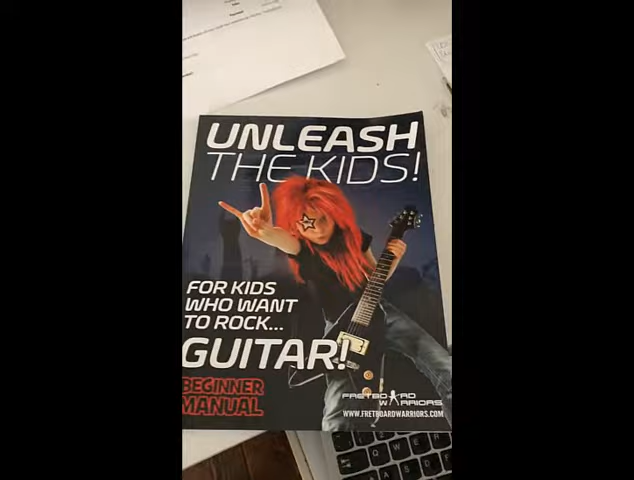 UNLEASH
THE KIDS!
FOR KIDS
WHO WANT
TO ROCK...
GUITAR!
BEGINNER
MANUAL
FRETBOARD
WARRIORS
WWW.FRETBOARDWARRIORS.COM
A
S
D